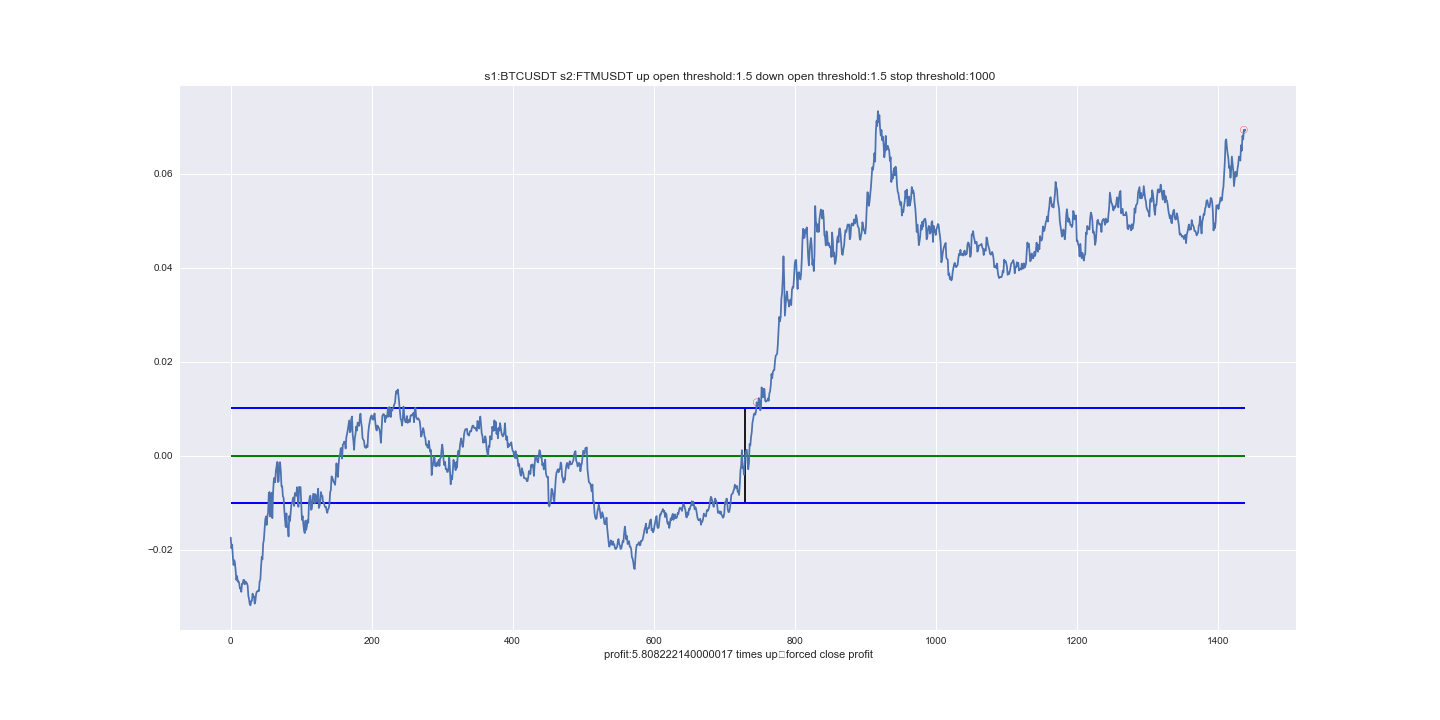 s1:BTCUSDT s2:FTMUSDT up open threshold:1.5 down open threshold:1.5 stop threshold:1000
0.06
0.04
0.02
0.00
−0.02
0 200 400 600 800 1000 1200 1400
profit:5.808222140000017 times up□forced close profit